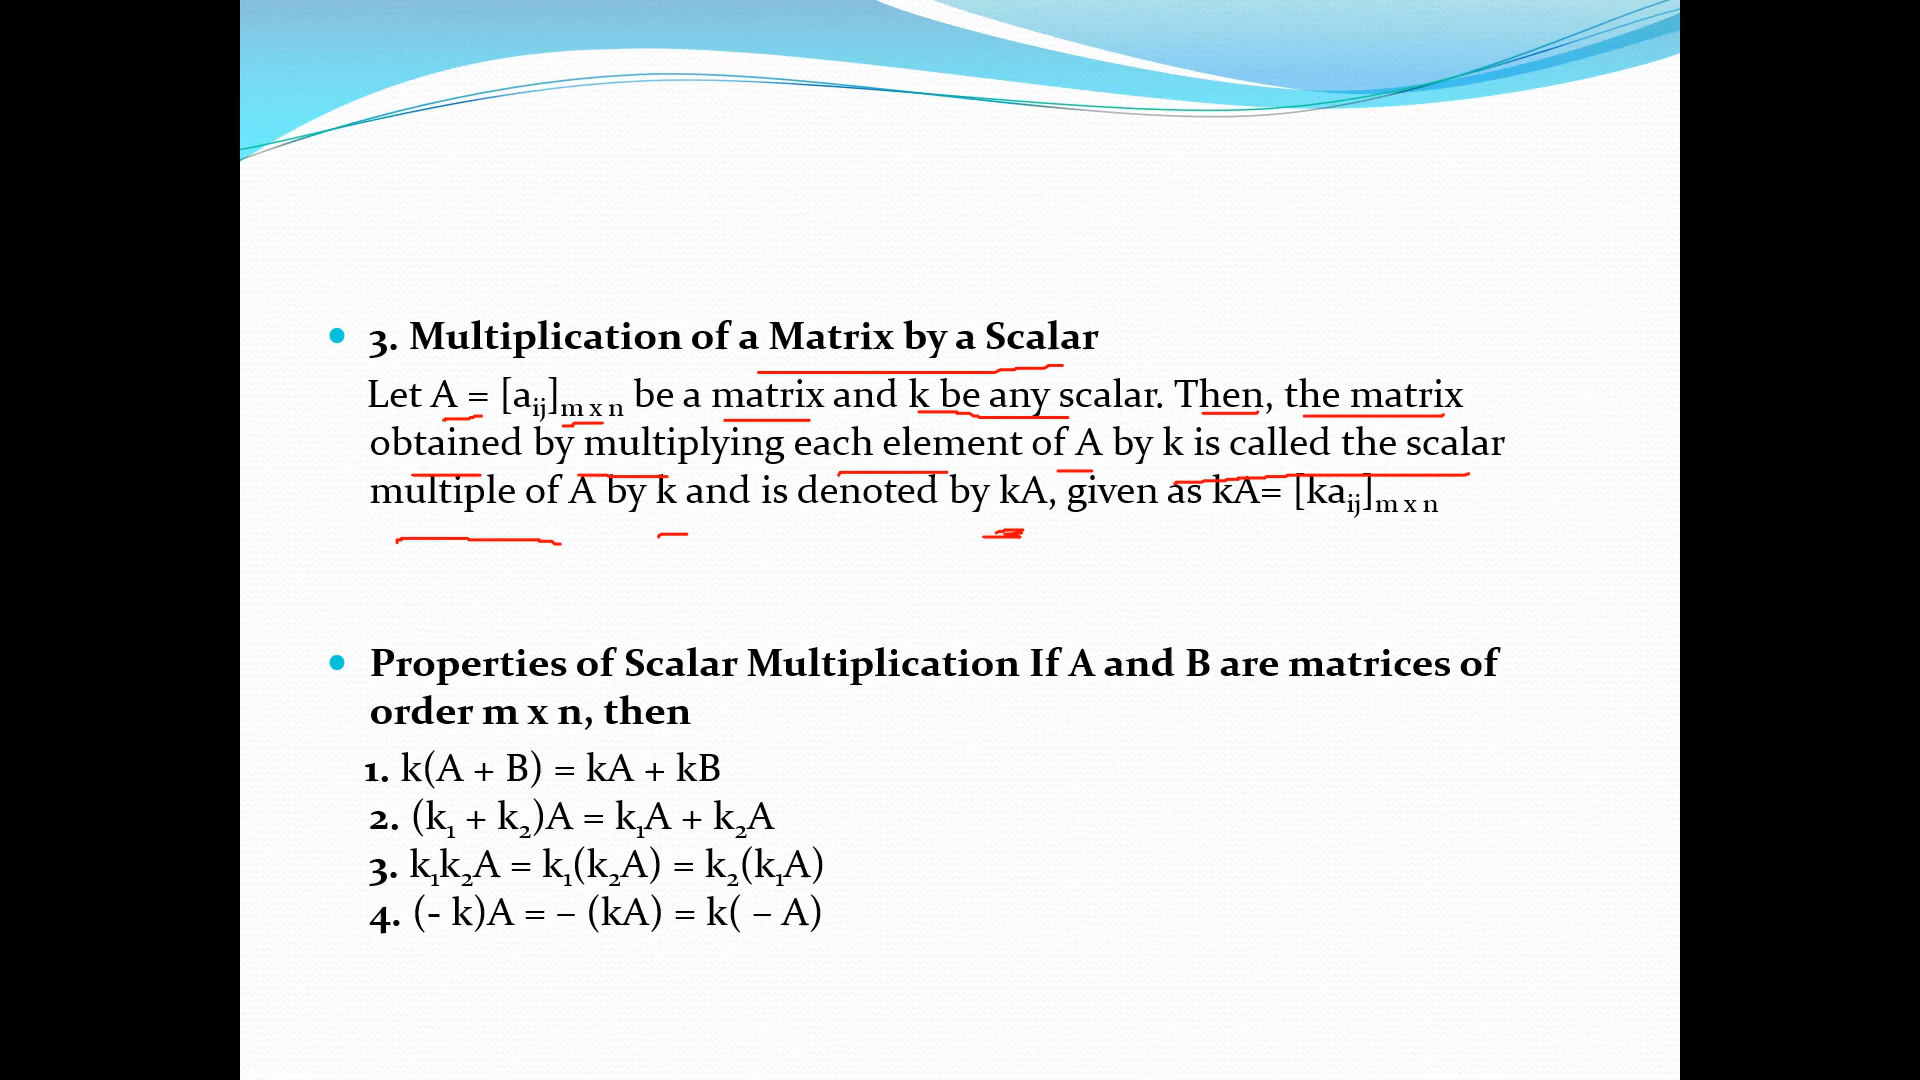 3. Multiplication of a Matrix by a Scalar
Let A = [aij]m x n be a matrix and k be any scalar. Then, the matrix
obtained by multiplying each element of A by k is called the scalar
multiple of A by k and is denoted by kA, given as kA= [kaij]m x n
Properties of Scalar Multiplication If A and B are matrices of
order m x n, then
1. k(A + B) = kA + kB
2. (k1 + k2)A = k1A + k2A
3. k1k2A = k1(k2A) = k2(k1A)
4. (- k)A = – (kA) = k( – A)